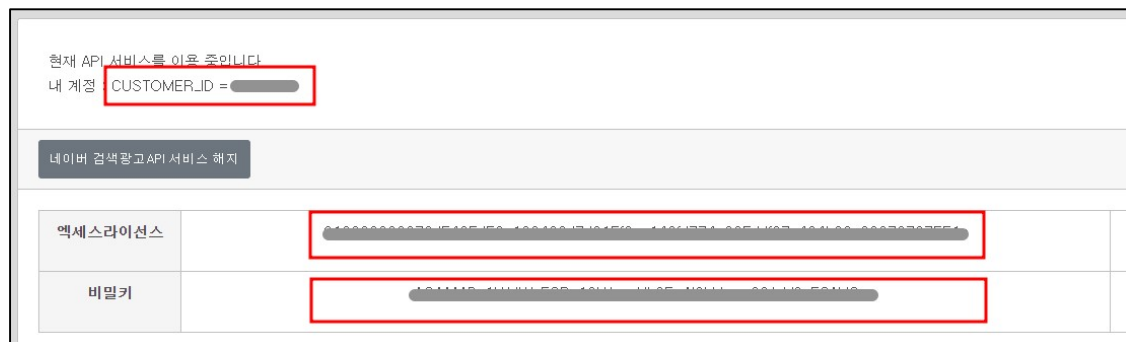 현재 API 서비스를 이용 중입니다
내 계정 : CUSTOMER_ID =
네이버 검색광고API 서비스 해지
엑세스라이선스
비밀키